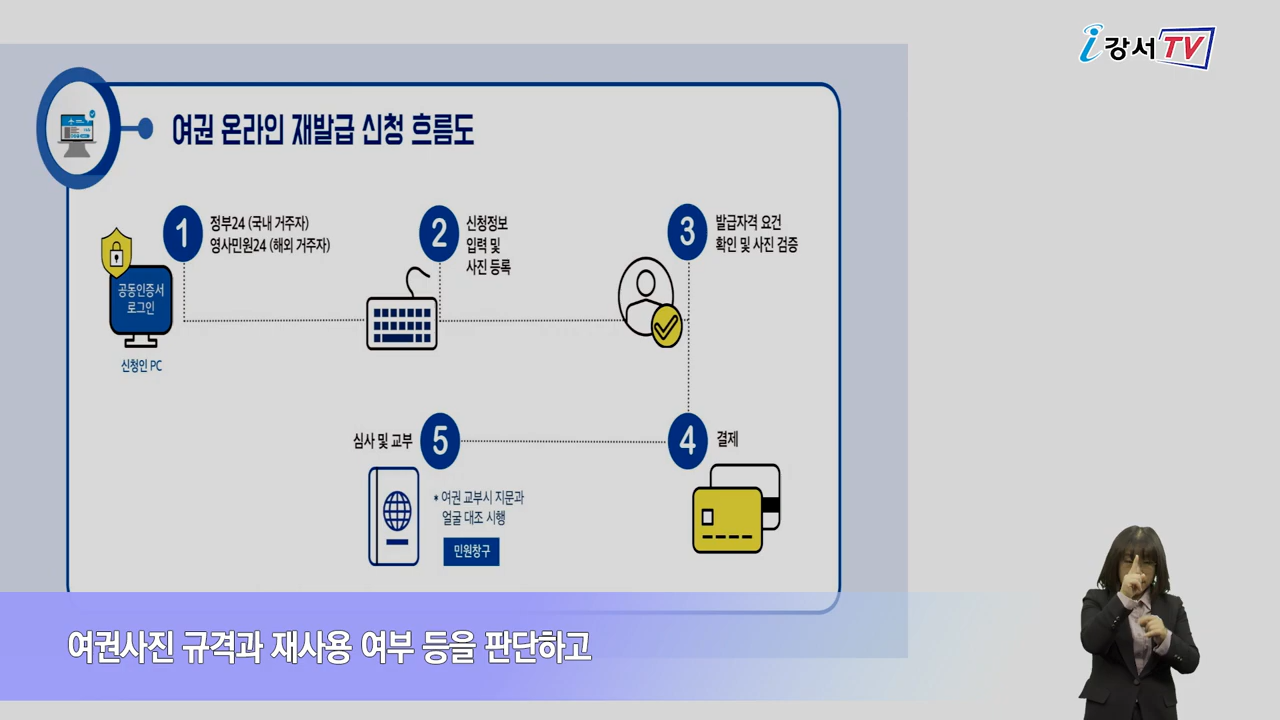 i강서TV
여권 온라인 재발급 신청 흐름도
1
정부24 (국내 거주자)
영사민원24 (해외 거주자)
공동인증서
로그인
신청인 PC
2
신청정보
입력 및
사진 등록
3
발급자격 요건
확인 및 사진 검증
4
결제
5
심사 및 교부
* 여권 교부시 지문과
얼굴 대조 시행
민원창구
여권사진 규격과 재사용 여부 등을 판단하고